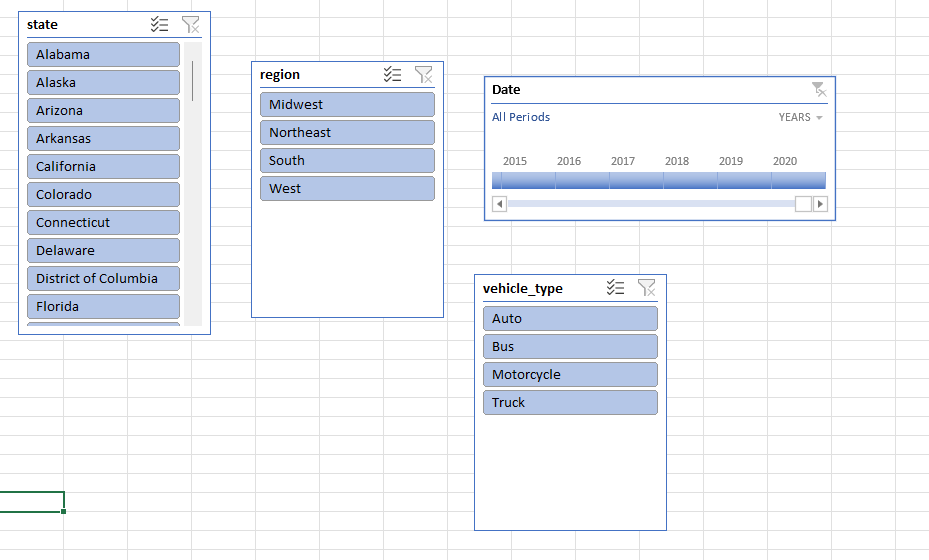 state
Alabama
Alaska
Arizona
Arkansas
California
Colorado
Connecticut
Delaware
District of Columbia
Florida
region
Midwest
Northeast
South
West
Date
All Periods
YEARS
2015 2016 2017 2018 2019 2020
vehicle_type
Auto
Bus
Motorcycle
Truck